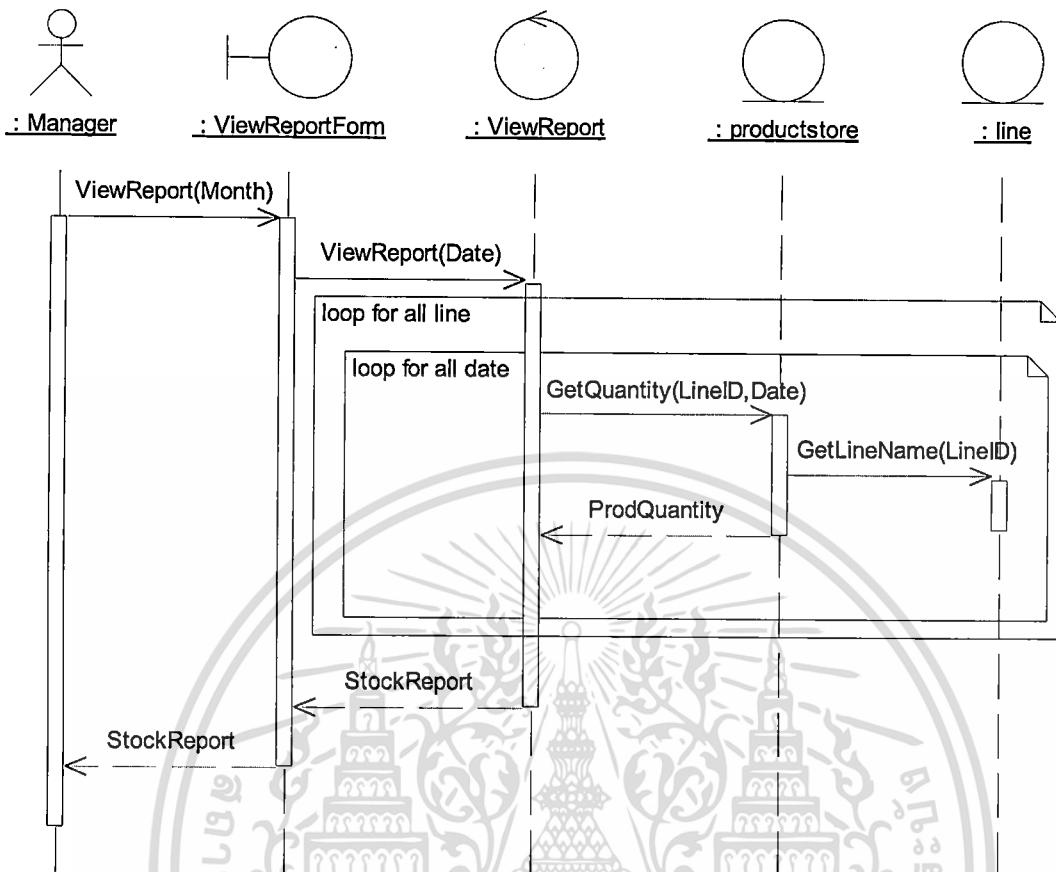 : Manager
: ViewReportForm
: ViewReport
: productstore
: line
ViewReport(Month)
ViewReport(Date)
loop for all line
loop for all date
GetQuantity(LineID,Date)
GetLineName(LineID)
ProdQuantity
StockReport
StockReport